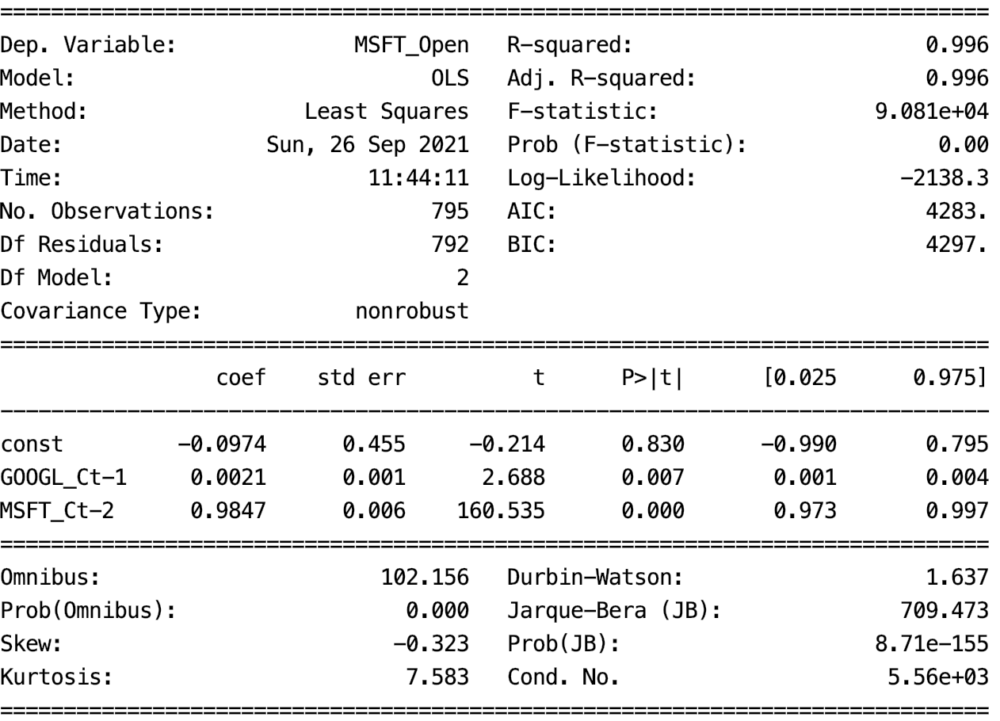 ==============================================================================
Dep. Variable:              MSFT_Open   R-squared:                       0.996
Model:                            OLS   Adj. R-squared:                  0.996
Method:                 Least Squares   F-statistic:                 9.081e+04
Date:                Sun, 26 Sep 2021   Prob (F-statistic):               0.00
Time:                        11:44:11   Log-Likelihood:                -2138.3
No. Observations:                 795   AIC:                             4283.
Df Residuals:                     792   BIC:                             4297.
Df Model:                           2
Covariance Type:            nonrobust
==============================================================================
                 coef    std err          t      P>|t|      [0.025      0.975]
------------------------------------------------------------------------------
const         -0.0974      0.455     -0.214      0.830      -0.990       0.795
GOOGL_Ct-1     0.0021      0.001      2.688      0.007       0.001       0.004
MSFT_Ct-2      0.9847      0.006    160.535      0.000       0.973       0.997
==============================================================================
Omnibus:                      102.156   Durbin-Watson:                   1.637
Prob(Omnibus):                  0.000   Jarque-Bera (JB):              709.473
Skew:                          -0.323   Prob(JB):                    8.71e-155
Kurtosis:                       7.583   Cond. No.                     5.56e+03
==============================================================================